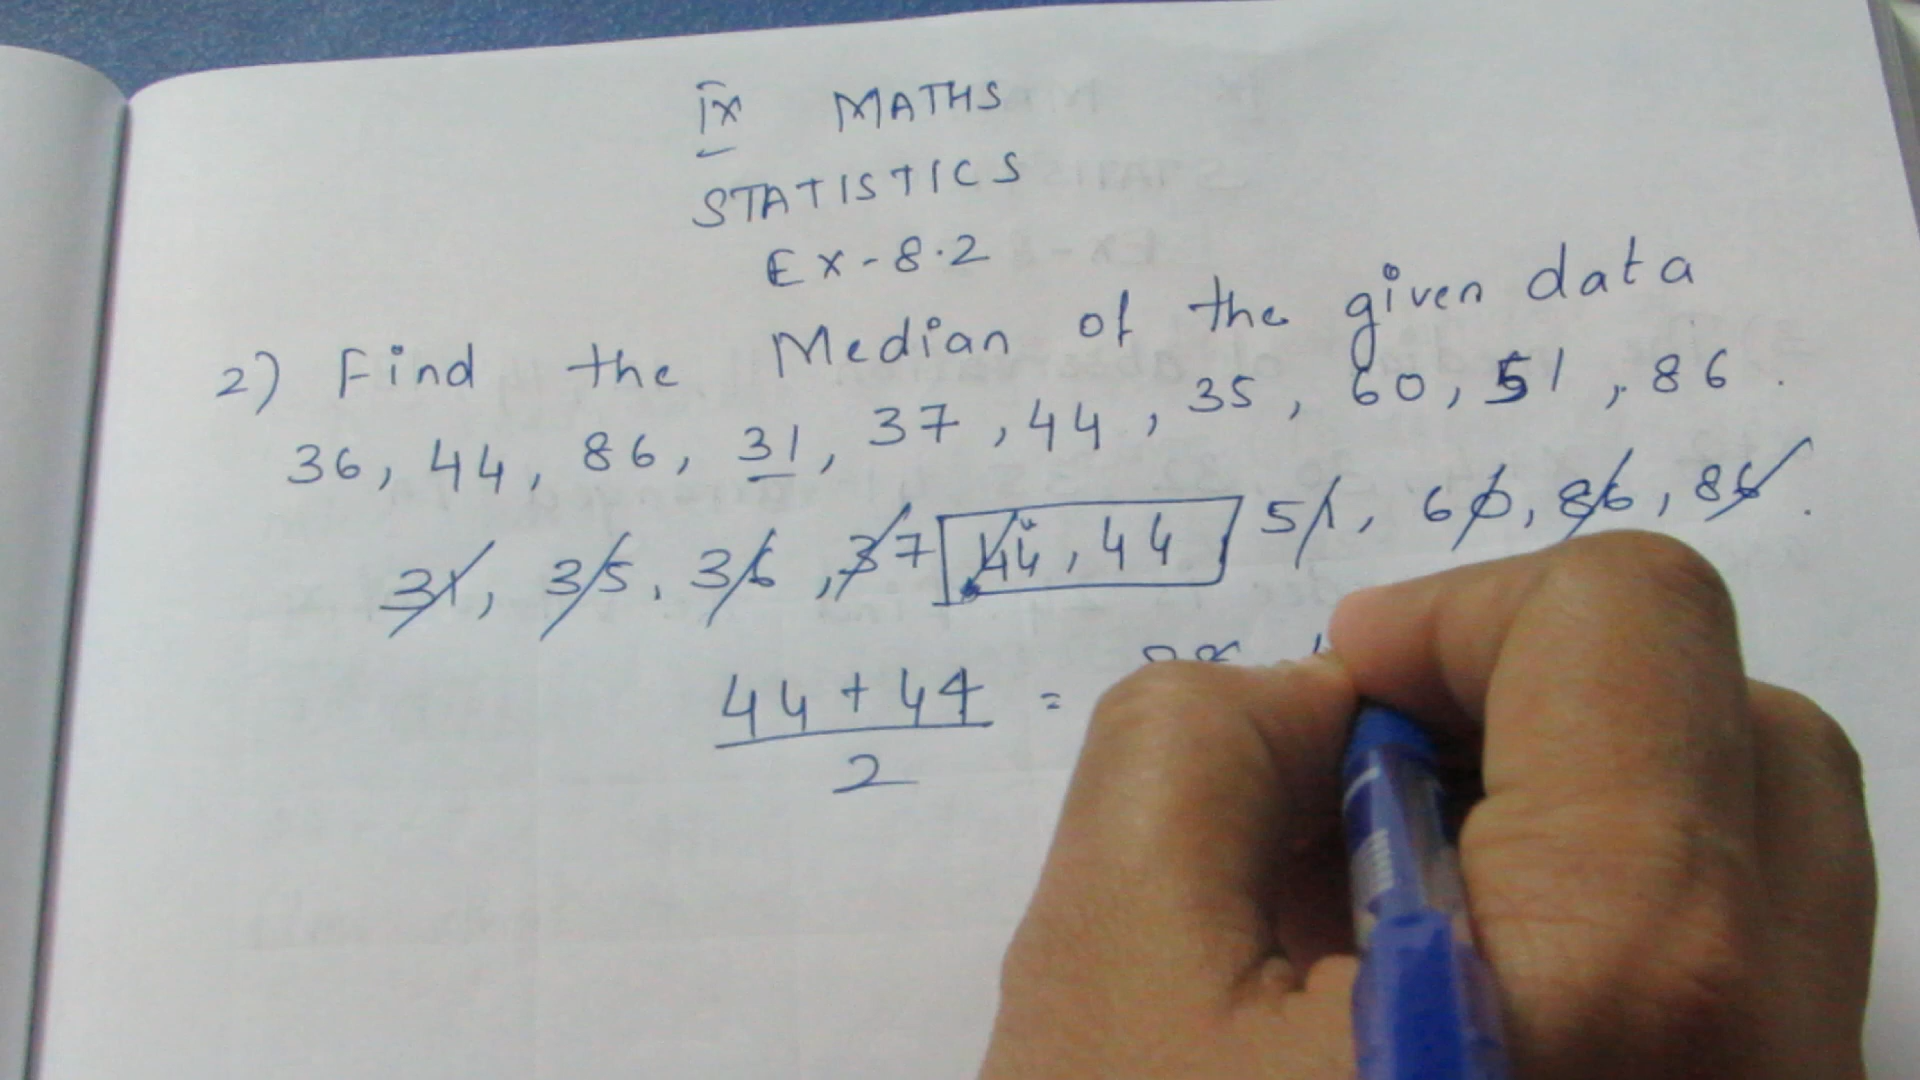 IX MATHS
STATISTICS
EX-8.2
2) Find the Median of the given data
36, 44, 86, 31, 37, 44, 35, 60, 51, 86.
31, 35, 36, 37 44, 44 51, 60, 86, 86.
44 + 44 =
2